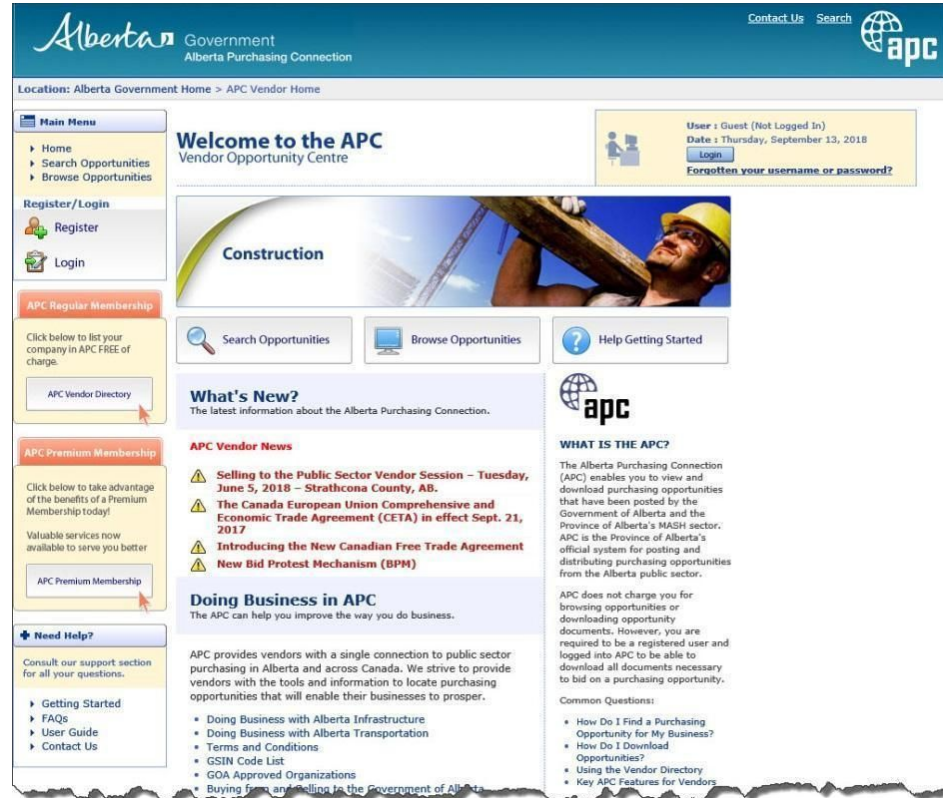 Contact Us Search
Alberta Government
Alberta Purchasing Connection
apc
Location: Alberta Government Home > APC Vendor Home
Main Menu
Home
Search Opportunities
Browse Opportunities
Register/Login
Register
Login
APC Regular Membership
Click below to list your
company in APC FREE of
charge.
APC Vendor Directory
APC Premium Membership
Click below to take advantage
of the benefits of a Premium
Membership today!
Valuable services now
available to serve you better
APC Premium Membership
Need Help?
Consult our support section
for all your questions.
Getting Started
FAQs
User Guide
Contact Us
Welcome to the APC
Vendor Opportunity Centre
User : Guest (Not Logged In)
Date : Thursday, September 13, 2018
Login
Forgotten your username or password?
Construction
Search Opportunities
Browse Opportunities
Help Getting Started
What's New?
The latest information about the Alberta Purchasing Connection.
APC Vendor News
Selling to the Public Sector Vendor Session – Tuesday,
June 5, 2018 – Strathcona County, AB.
The Canada European Union Comprehensive and
Economic Trade Agreement (CETA) in effect Sept. 21,
2017
Introducing the New Canadian Free Trade Agreement
New Bid Protest Mechanism (BPM)
Doing Business in APC
The APC can help you improve the way you do business.
APC provides vendors with a single connection to public sector
purchasing in Alberta and across Canada. We strive to provide
vendors with the tools and information to locate purchasing
opportunities that will enable their businesses to prosper.
Doing Business with Alberta Infrastructure
Doing Business with Alberta Transportation
Terms and Conditions
GSIN Code List
GOA Approved Organizations
Buying from and Selling to the Government of Alberta
apc
WHAT IS THE APC?
The Alberta Purchasing Connection
(APC) enables you to view and
download purchasing opportunities
that have been posted by the
Government of Alberta and the
Province of Alberta's MASH sector.
APC is the Province of Alberta's
official system for posting and
distributing purchasing opportunities
from the Alberta public sector.
APC does not charge you for
browsing opportunities or
downloading opportunity
documents. However, you are
required to be a registered user and
logged into APC to be able to
download all documents necessary
to bid on a purchasing opportunity.
Common Questions:
How Do I Find a Purchasing
Opportunity for My Business?
How Do I Download
Opportunities?
Using the Vendor Directory
Key APC Features for Vendors